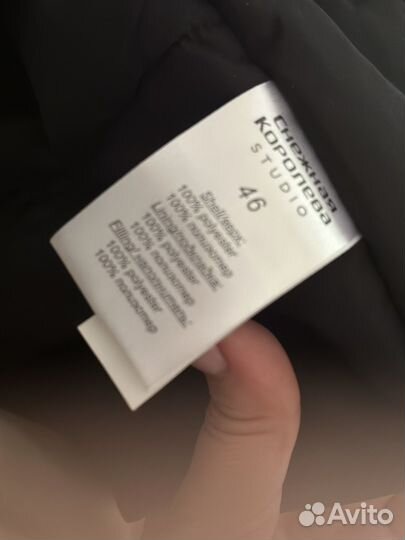 СНЕЖНАЯ
КОРОЛЕВА
STUDIO
46
Shell/верх:
100% polyester
100% полиэстер
Lining/подкладка:
100% polyester
100% полиэстер
Filling/наполнитель:
100% polyester
100% полиэстер
Avito